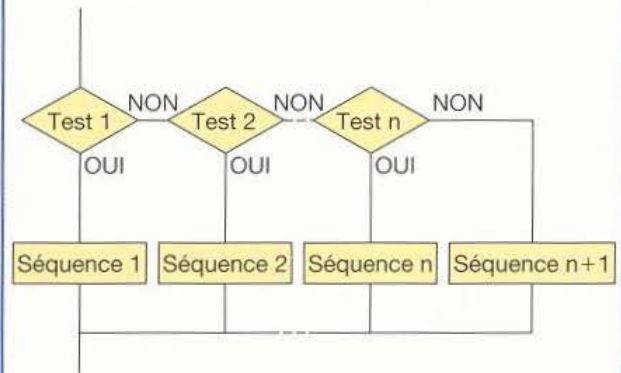 NON NON NON
Test 1 Test 2 Test n
OUI OUI OUI
Séquence 1 Séquence 2 Séquence n Séquence n+1